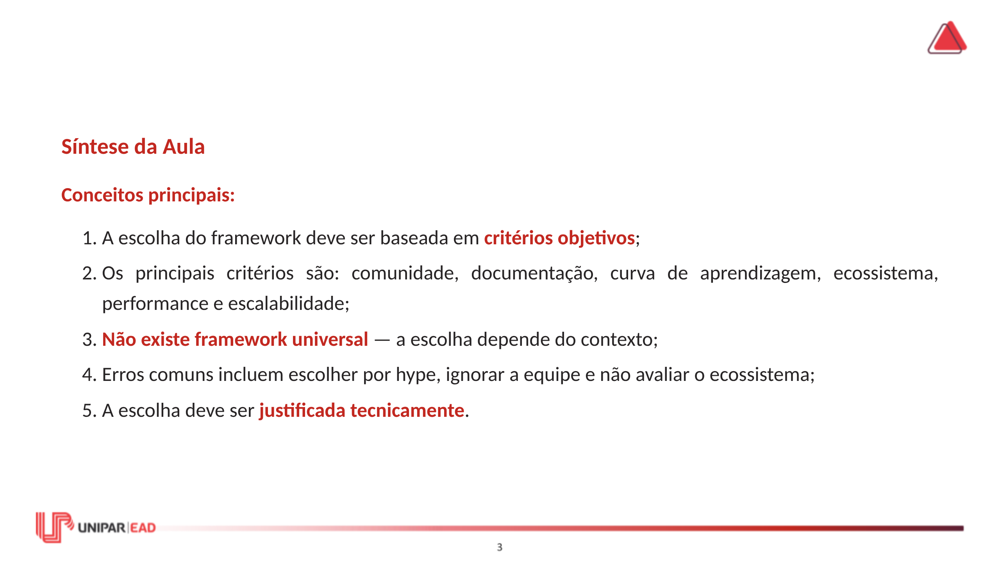 Síntese da Aula
Conceitos principais:
1. A escolha do framework deve ser baseada em critérios objetivos;
2. Os principais critérios são: comunidade, documentação, curva de aprendizagem, ecossistema,
performance e escalabilidade;
3. Não existe framework universal — a escolha depende do contexto;
4. Erros comuns incluem escolher por hype, ignorar a equipe e não avaliar o ecossistema;
5. A escolha deve ser justificada tecnicamente.
UNIPAR|EAD
3